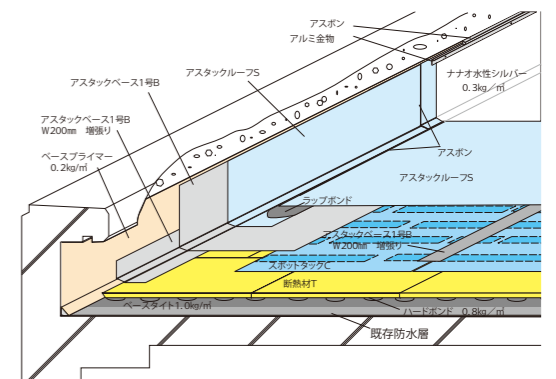 アスボン
アルミ金物
アスタックルーフS
アスタックベース1号B
アスタックベース1号B
W200㎜ 増張り
ベースプライマー
0.2㎏/㎡
ナナオ水性シルバー
0.3㎏/㎡
アスボン
アスタックルーフS
ラップボンド
アスタックベース1号B
W200㎜ 増張り
スポットタックC
断熱材T
ベースタイト1.0㎏/㎡
ハードボンド 0.8㎏/㎡
既存防水層